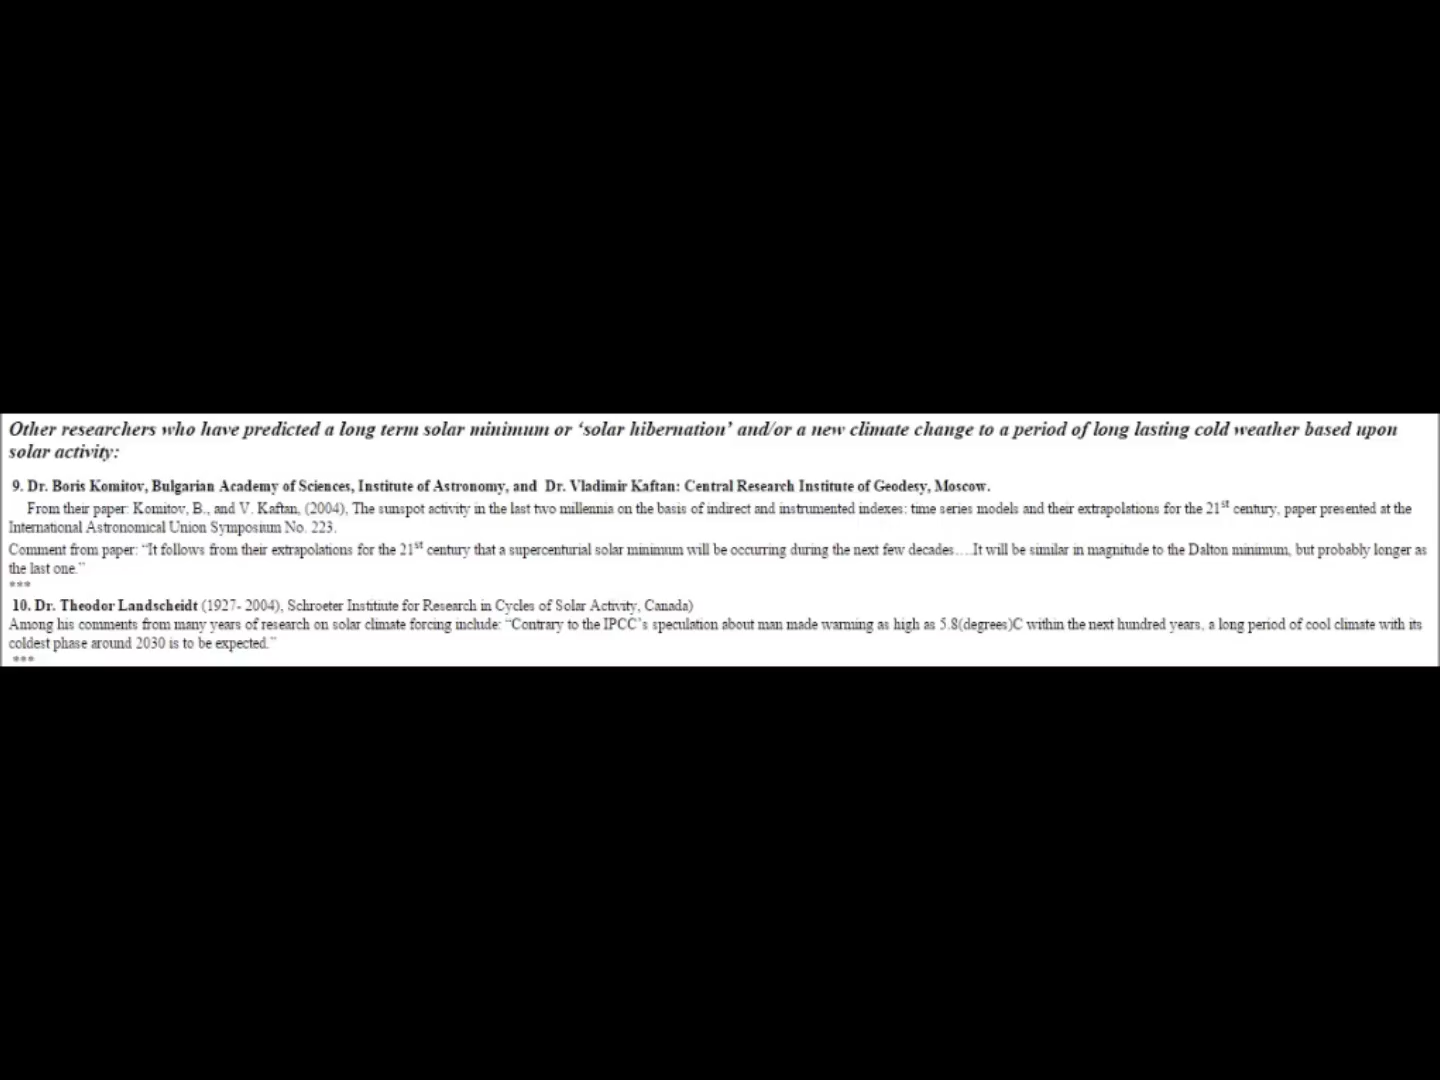 Other researchers who have predicted a long term solar minimum or ‘solar hibernation’ and/or a new climate change to a period of long lasting cold weather based upon
solar activity:
9. Dr. Boris Komitov, Bulgarian Academy of Sciences, Institute of Astronomy, and Dr. Vladimir Kaftan: Central Research Institute of Geodesy, Moscow.
From their paper: Komitov, B., and V. Kaftan, (2004), The sunspot activity in the last two millennia on the basis of indirect and instrumented indexes: time series models and their extrapolations for the 21st century, paper presented at the
International Astronomical Union Symposium No. 223.
Comment from paper: “It follows from their extrapolations for the 21st century that a supercenturial solar minimum will be occurring during the next few decades….It will be similar in magnitude to the Dalton minimum, but probably longer as
the last one.”
***
10. Dr. Theodor Landscheidt (1927- 2004), Schroeter Institiute for Research in Cycles of Solar Activity, Canada)
Among his comments from many years of research on solar climate forcing include: “Contrary to the IPCC’s speculation about man made warming as high as 5.8(degrees)C within the next hundred years, a long period of cool climate with its
coldest phase around 2030 is to be expected.”
***